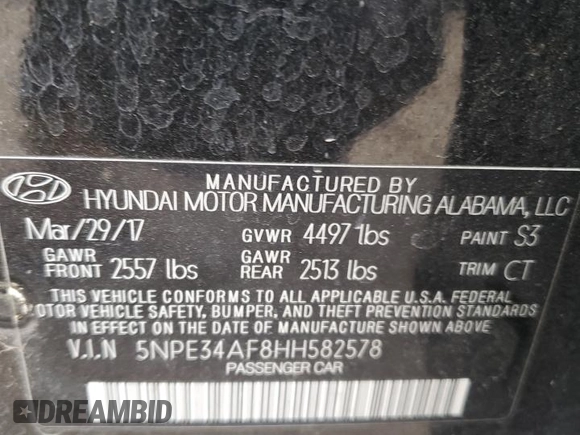 MANUFACTURED BY
HYUNDAI MOTOR MANUFACTURING ALABAMA, LLC
Mar/29/17 GVWR 4497 lbs PAINT S3
GAWR FRONT 2557 lbs GAWR REAR 2513 lbs TRIM CT
THIS VEHICLE CONFORMS TO ALL APPLICABLE U.S.A. FEDERAL
MOTOR VEHICLE SAFETY, BUMPER, AND THEFT PREVENTION STANDARDS
IN EFFECT ON THE DATE OF MANUFACTURE SHOWN ABOVE.
V.I.N 5NPE34AF8HH582578
PASSENGER CAR
DREAMBID